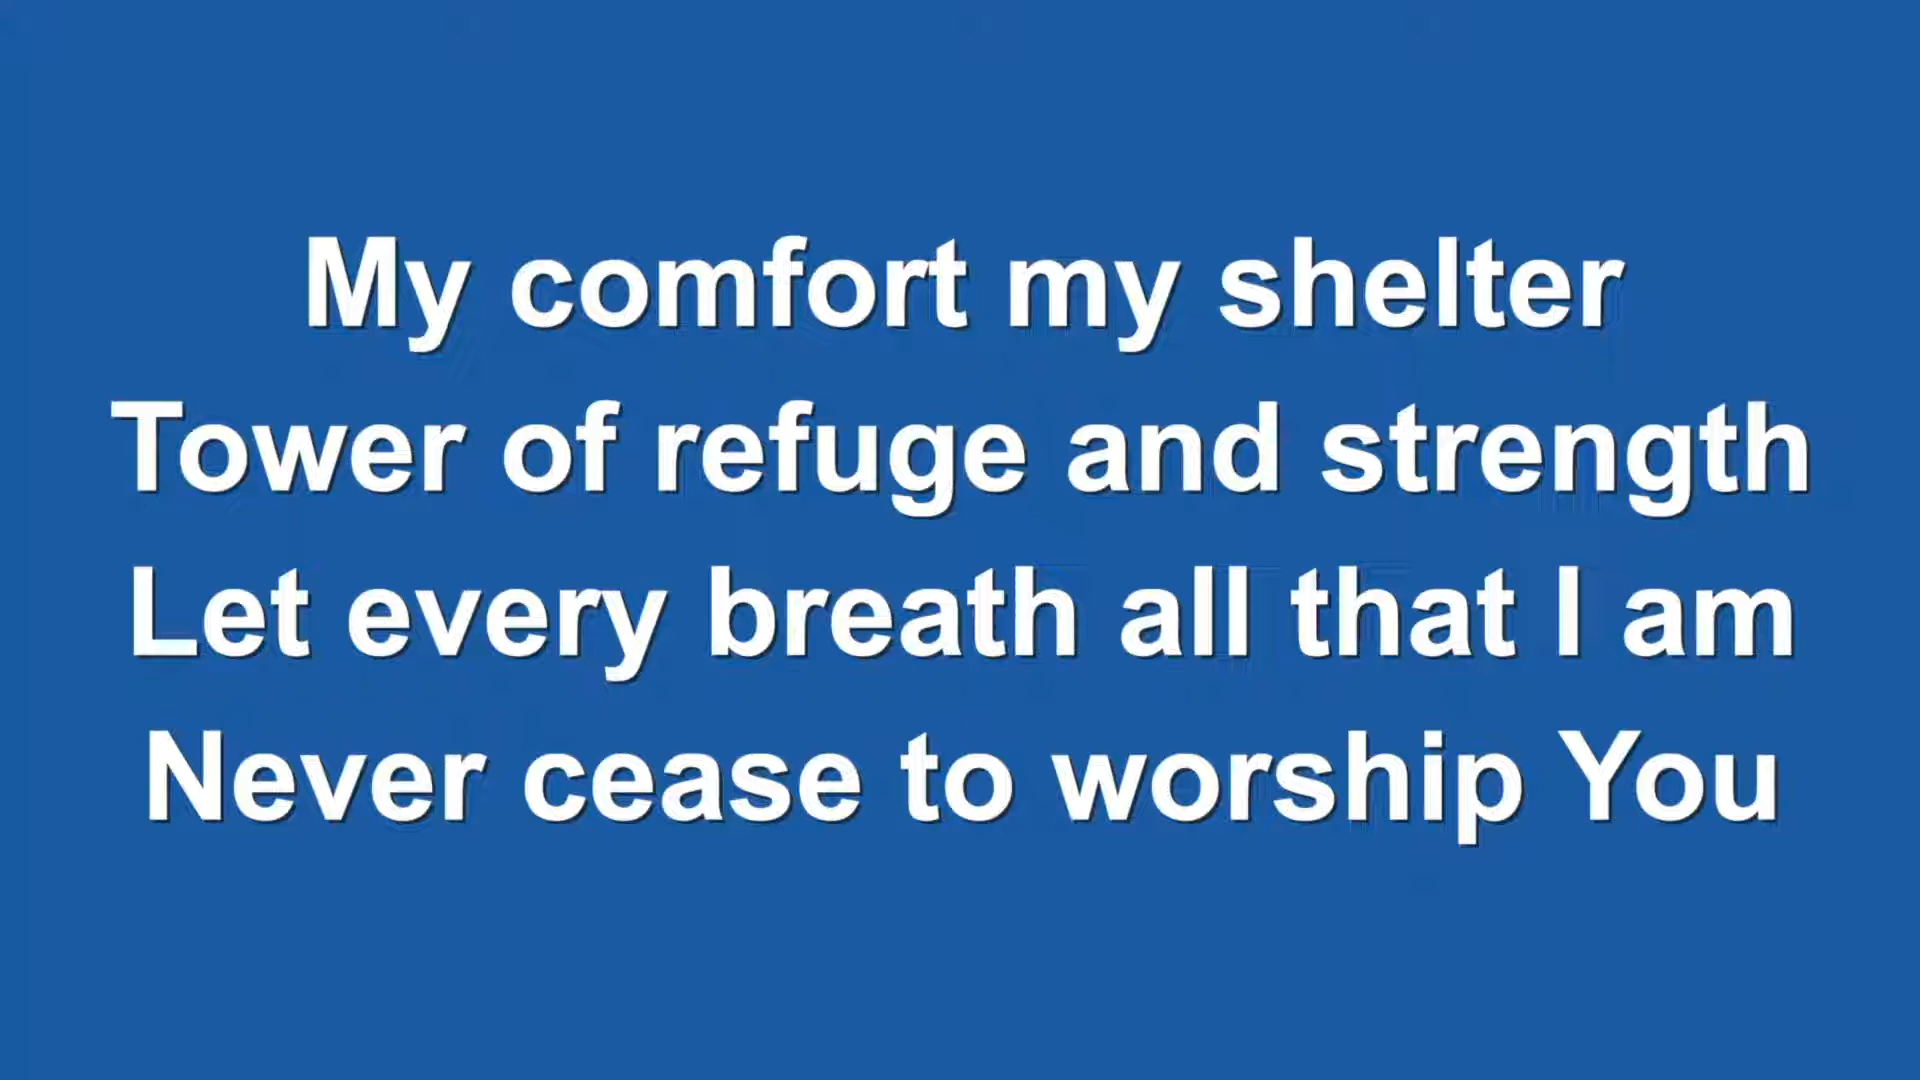 My comfort my shelter
Tower of refuge and strength
Let every breath all that I am
Never cease to worship You